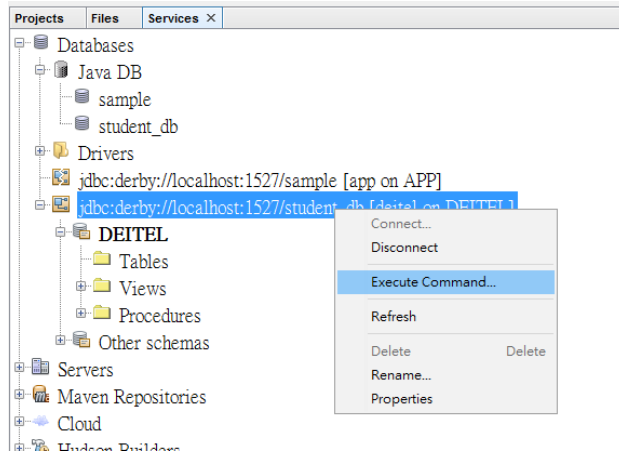 Projects Files Services ×
Databases
Java DB
sample
student_db
Drivers
jdbc:derby://localhost:1527/sample [app on APP]
jdbc:derby://localhost:1527/student_db [deitel on DEITEL]
DEITEL
Tables
Views
Procedures
Other schemas
Servers
Maven Repositories
Cloud
Hudson Builders
Connect...
Disconnect
Execute Command...
Refresh
Delete Delete
Rename...
Properties